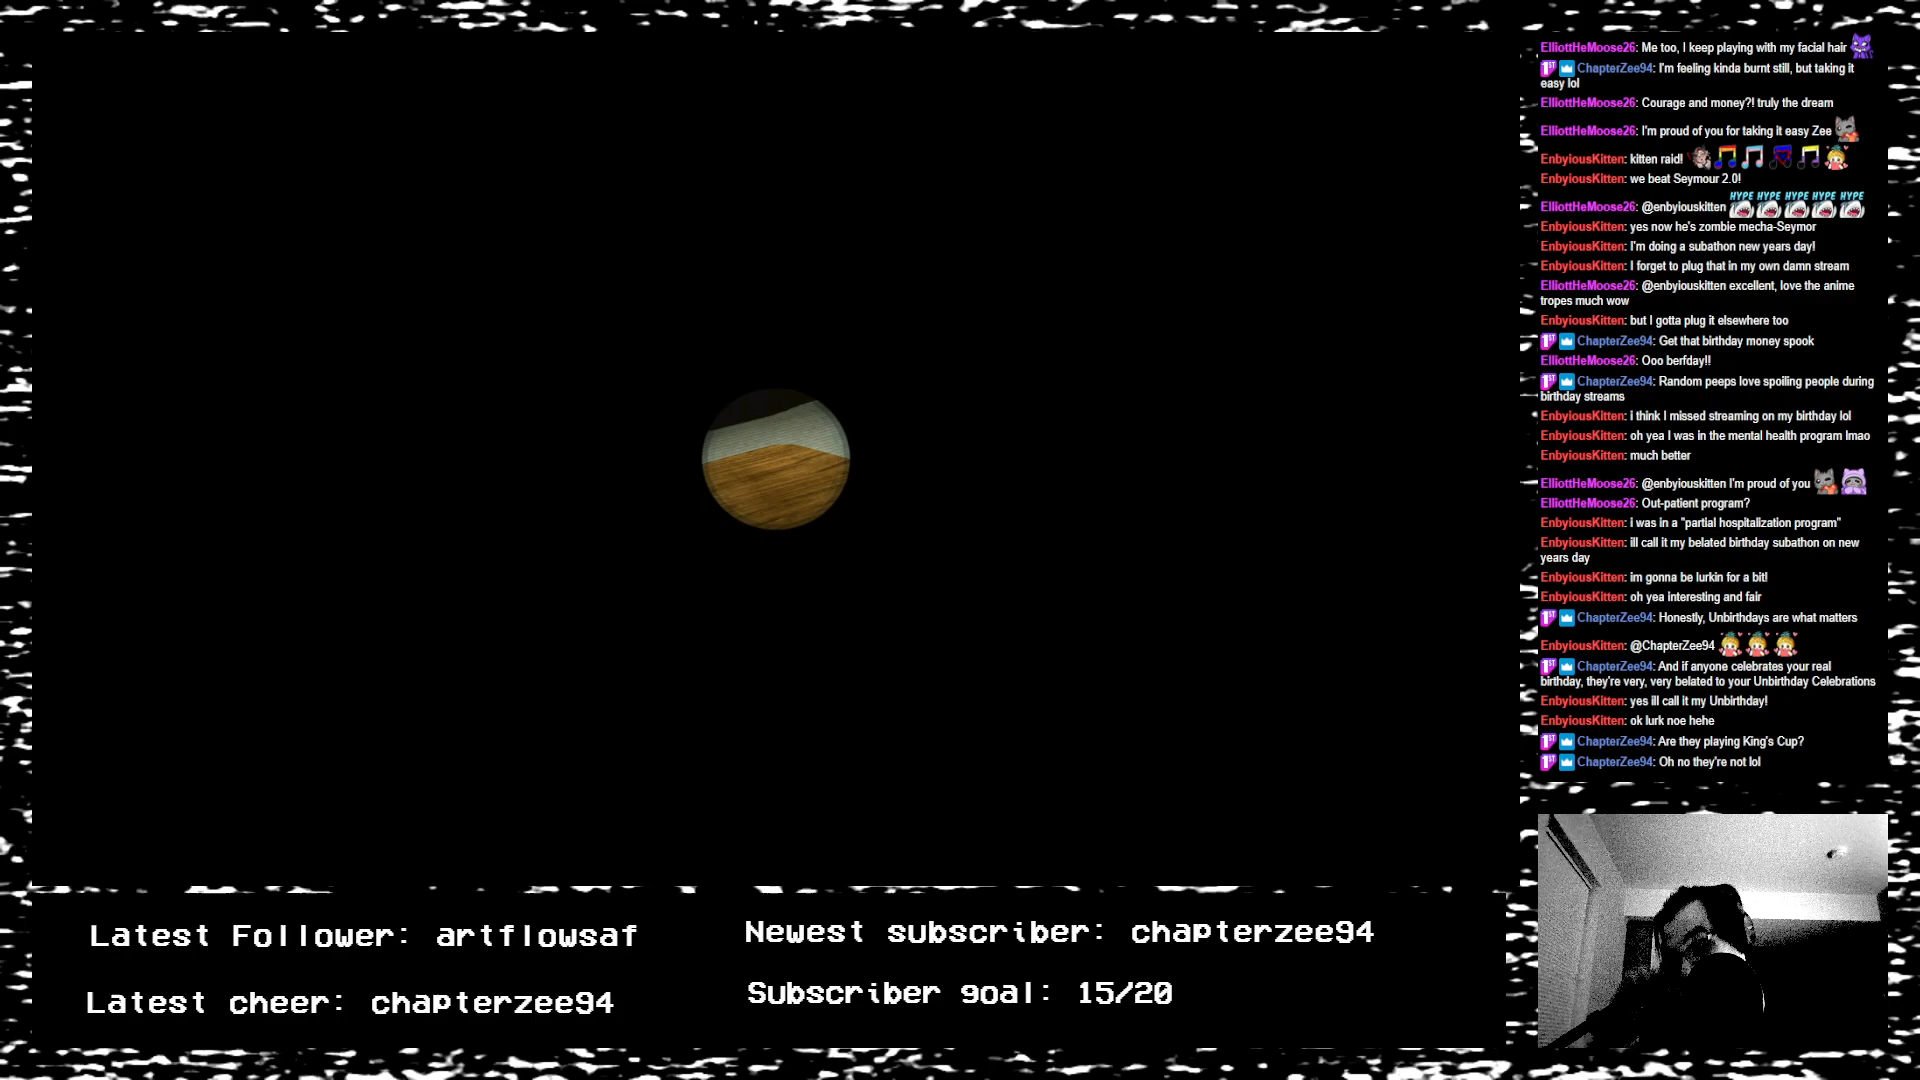 ElliottHeMoose26: Me too, I keep playing with my facial hair
ChapterZee94: I'm feeling kinda burnt still, but taking it
easy lol
ElliottHeMoose26: Courage and money?! truly the dream
ElliottHeMoose26: I'm proud of you for taking it easy Zee
EnbyiousKitten: kitten raid!
EnbyiousKitten: we beat Seymour 2.0!
HYPE HYPE HYPE HYPE HYPE
ElliottHeMoose26: @enbyiouskitten
EnbyiousKitten: yes now he's zombie mecha-Seymor
EnbyiousKitten: I'm doing a subathon new years day!
EnbyiousKitten: I forget to plug that in my own damn stream
ElliottHeMoose26: @enbyiouskitten excellent, love the anime
tropes much wow
EnbyiousKitten: but I gotta plug it elsewhere too
ChapterZee94: Get that birthday money spook
ElliottHeMoose26: Ooo berfday!!
ChapterZee94: Random peeps love spoiling people during
birthday streams
EnbyiousKitten: i think I missed streaming on my birthday lol
EnbyiousKitten: oh yea I was in the mental health program lmao
EnbyiousKitten: much better
ElliottHeMoose26: @enbyiouskitten I'm proud of you
ElliottHeMoose26: Out-patient program?
EnbyiousKitten: i was in a "partial hospitalization program"
EnbyiousKitten: ill call it my belated birthday subathon on new
years day
EnbyiousKitten: im gonna be lurkin for a bit!
EnbyiousKitten: oh yea interesting and fair
ChapterZee94: Honestly, Unbirthdays are what matters
EnbyiousKitten: @ChapterZee94
ChapterZee94: And if anyone celebrates your real
birthday, they're very, very belated to your Unbirthday Celebrations
EnbyiousKitten: yes ill call it my Unbirthday!
EnbyiousKitten: ok lurk noe hehe
ChapterZee94: Are they playing King's Cup?
ChapterZee94: Oh no they're not lol
Latest Follower: artflowsaf
Newest subscriber: chapterzee94
Latest cheer: chapterzee94
Subscriber goal: 15/20